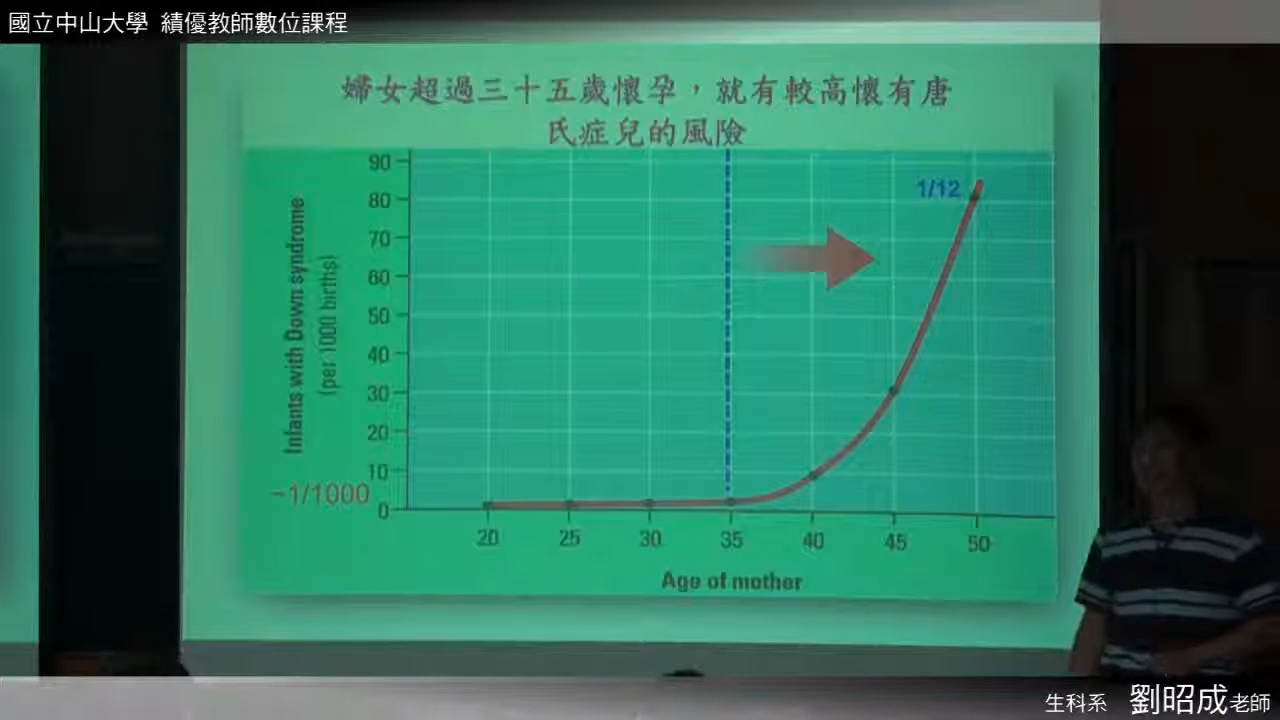 國立中山大學 績優教師數位課程
婦女超過三十五歲懷孕，就有較高懷有唐
氏症兒的風險
90
80
70
60
50
40
30
20
10
0
Infants with Down syndrome
(per 1000 births)
~1/1000
1/12
20 25 30 35 40 45 50
Age of mother
生科系 劉昭成老師